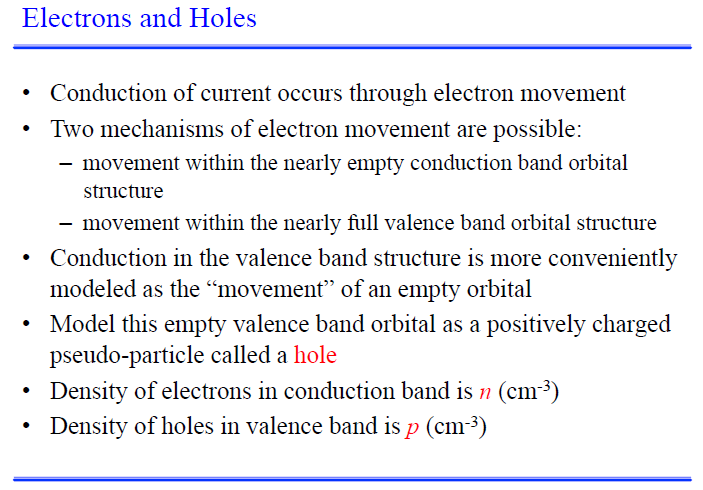 Electrons and Holes
• Conduction of current occurs through electron movement
• Two mechanisms of electron movement are possible:
– movement within the nearly empty conduction band orbital
structure
– movement within the nearly full valence band orbital structure
• Conduction in the valence band structure is more conveniently
modeled as the “movement” of an empty orbital
• Model this empty valence band orbital as a positively charged
pseudo-particle called a hole
• Density of electrons in conduction band is n (cm⁻³)
• Density of holes in valence band is p (cm⁻³)